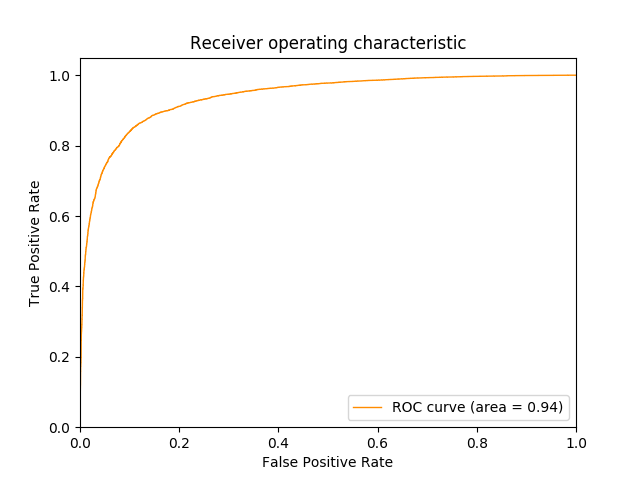 Receiver operating characteristic
1.0
0.8
0.6
0.4
0.2
0.0
True Positive Rate
ROC curve (area = 0.94)
0.0 0.2 0.4 0.6 0.8 1.0
False Positive Rate